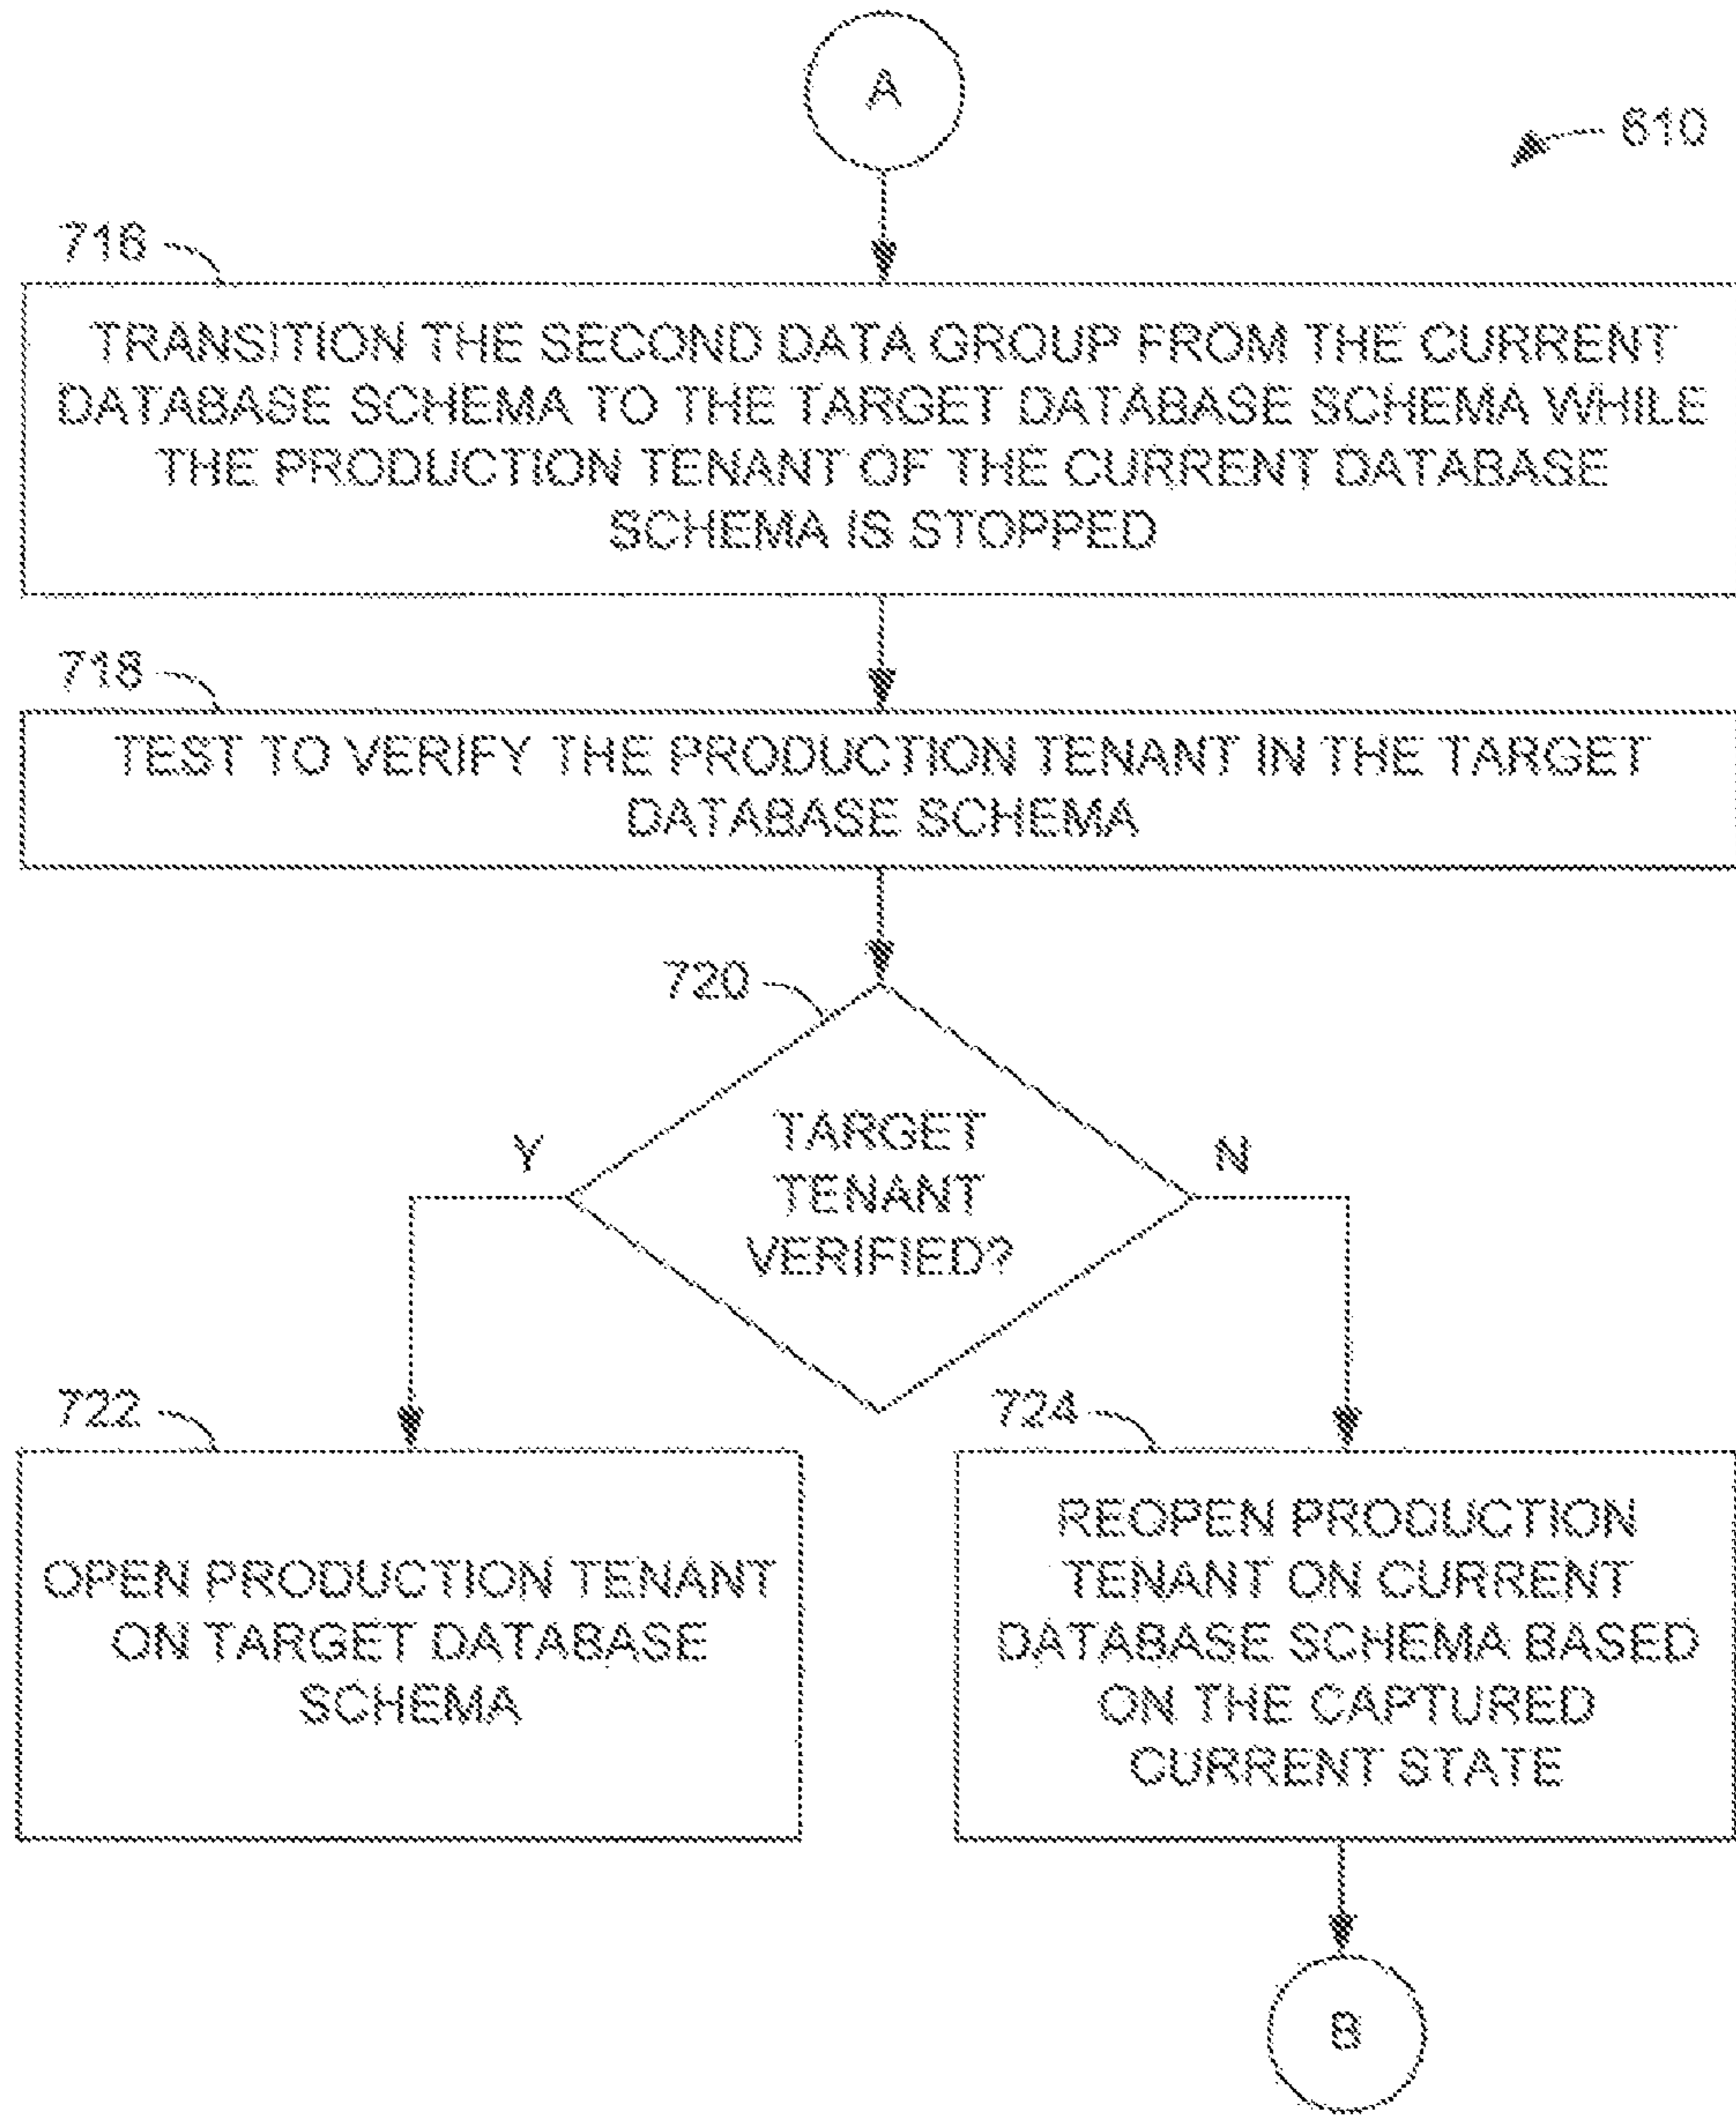 A
610
716
TRANSITION THE SECOND DATA GROUP FROM THE CURRENT
DATABASE SCHEMA TO THE TARGET DATABASE SCHEMA WHILE
THE PRODUCTION TENANT OF THE CURRENT DATABASE
SCHEMA IS STOPPED
718
TEST TO VERIFY THE PRODUCTION TENANT IN THE TARGET
DATABASE SCHEMA
720
TARGET
TENANT
VERIFIED?
Y
N
722
OPEN PRODUCTION TENANT
ON TARGET DATABASE
SCHEMA
724
REOPEN PRODUCTION
TENANT ON CURRENT
DATABASE SCHEMA BASED
ON THE CAPTURED
CURRENT STATE
B